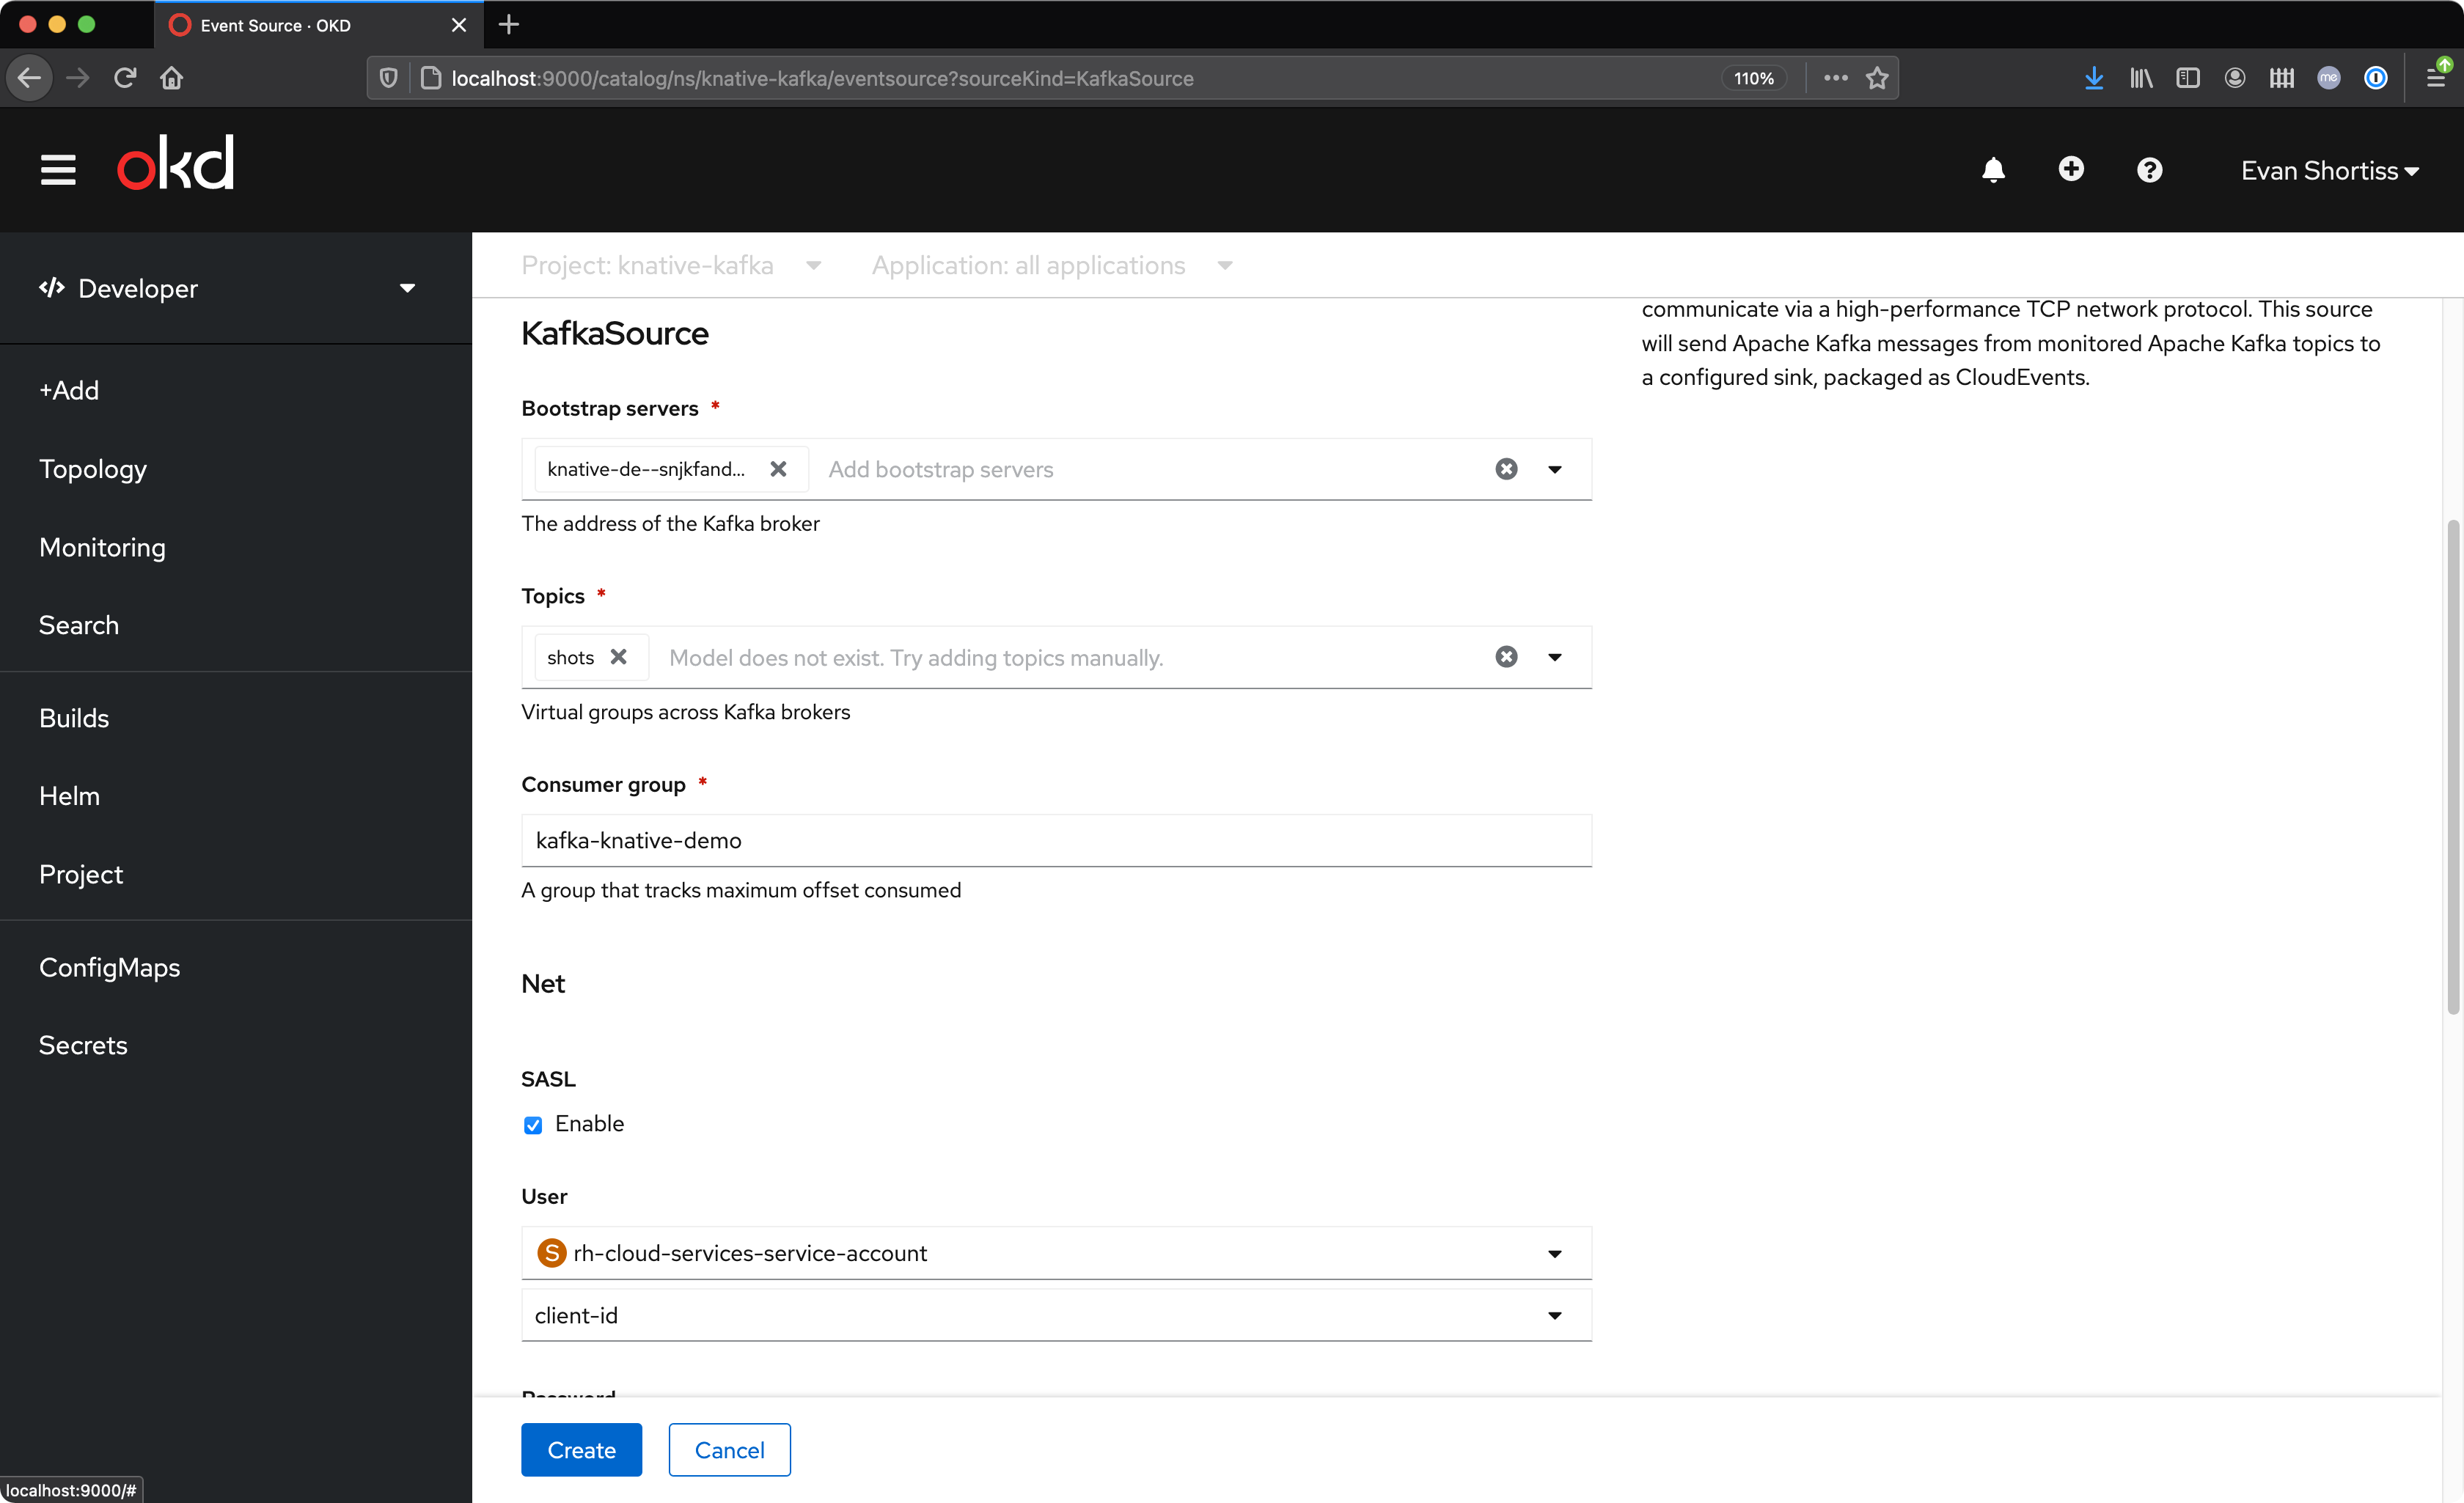 Event Source · OKD
localhost:9000/catalog/ns/knative-kafka/eventsource?sourceKind=KafkaSource
110%
me
okd
Evan Shortiss
Developer
+Add
Topology
Monitoring
Search
Builds
Helm
Project
ConfigMaps
Secrets
Project: knative-kafka
Application: all applications
communicate via a high-performance TCP network protocol. This source
will send Apache Kafka messages from monitored Apache Kafka topics to
a configured sink, packaged as CloudEvents.
KafkaSource
Bootstrap servers *
knative-de--snjkfand... Add bootstrap servers
The address of the Kafka broker
Topics *
shots Model does not exist. Try adding topics manually.
Virtual groups across Kafka brokers
Consumer group *
kafka-knative-demo
A group that tracks maximum offset consumed
Net
SASL
Enable
User
S rh-cloud-services-service-account
client-id
Password
Create
Cancel
localhost:9000/#